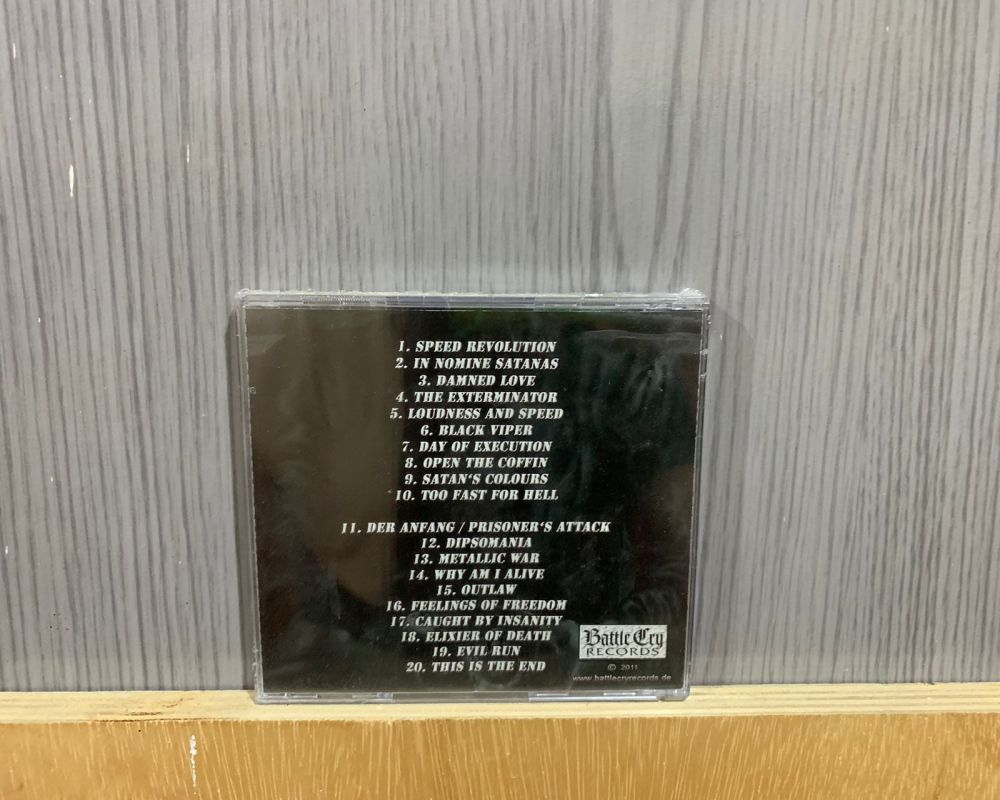 1. SPEED REVOLUTION
2. IN NOMINE SATANAS
3. DAMNED LOVE
4. THE EXTERMINATOR
5. LOUDNESS AND SPEED
6. BLACK VIPER
7. DAY OF EXECUTION
8. OPEN THE COFFIN
9. SATAN'S COLOURS
10. TOO FAST FOR HELL
11. DER ANFANG / PRISONER'S ATTACK
12. DIPSOMANIA
13. METALLIC WAR
14. WHY AM I ALIVE
15. OUTLAW
16. FEELINGS OF FREEDOM
17. CAUGHT BY INSANITY
18. ELIXIER OF DEATH
19. EVIL RUN
20. THIS IS THE END
Battle Cry
RECORDS
© 2011
www.battlecryrecords.de